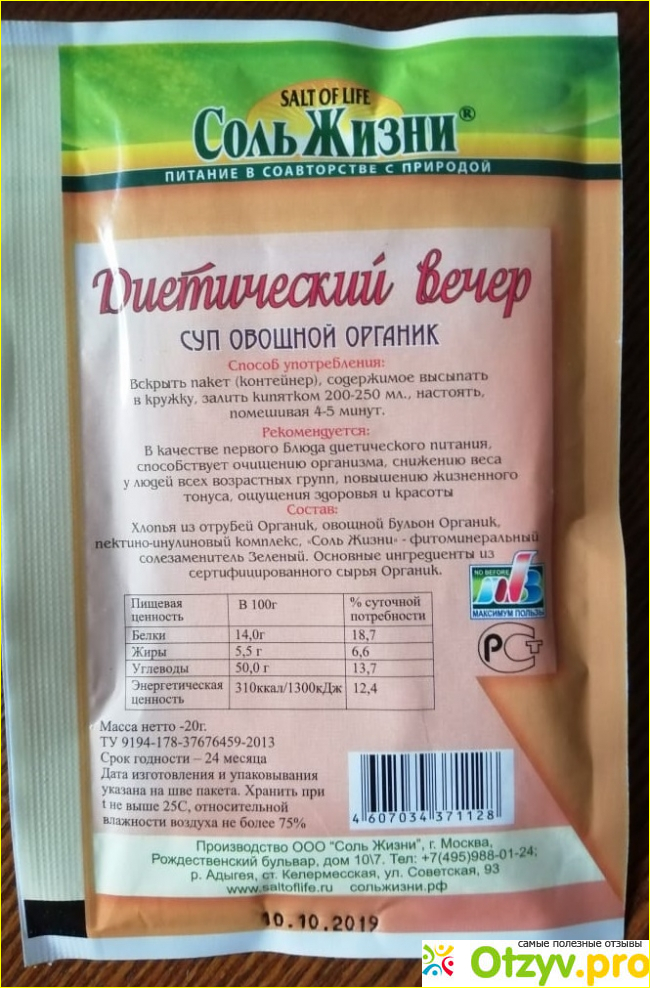 SALT OF LIFE
Соль Жизни®
ПИТАНИЕ В СОАВТОРСТВЕ С ПРИРОДОЙ
Диетический вечер
СУП ОВОЩНОЙ ОРГАНИК
Способ употребления:
Вскрыть пакет (контейнер), содержимое высыпать
в кружку, залить кипятком 200-250 мл., настоять,
помешивая 4-5 минут.
Рекомендуется:
В качестве первого блюда диетического питания,
способствует очищению организма, снижению веса
у людей всех возрастных групп, повышению жизненного
тонуса, ощущения здоровья и красоты
Состав:
Хлопья из отрубей Органик, овощной бульон Органик,
пектино-инулиновый комплекс, «Соль Жизни» - фитоминеральный
солезаменитель Зеленый. Основные ингредиенты из
сертифицированного сырья Органик.
NO BEFORE
МАКСИМУМ ПОЛЬЗЫ
РСТ
Пищевая ценность В 100г % суточной потребности
Белки 14,0г 18,7
Жиры 5,5 г 6,6
Углеводы 50,0 г 13,7
Энергетическая ценность 310ккал/1300кДж 12,4
Масса нетто -20г.
ТУ 9194-178-37676459-2013
Срок годности – 24 месяца
Дата изготовления и упаковывания
указана на шве пакета. Хранить при
t не выше 25С, относительной
влажности воздуха не более 75%
4 607034 371128
Производство ООО "Соль Жизни", г. Москва,
Рождественский бульвар, дом 10\7. Тел: +7(495)988-01-24;
р. Адыгея, ст. Келермесская, ул. Советская, 93
www.saltoflife.ru сольжизни.рф
10.10.2019
самые полезные отзывы
Otzyv.pro